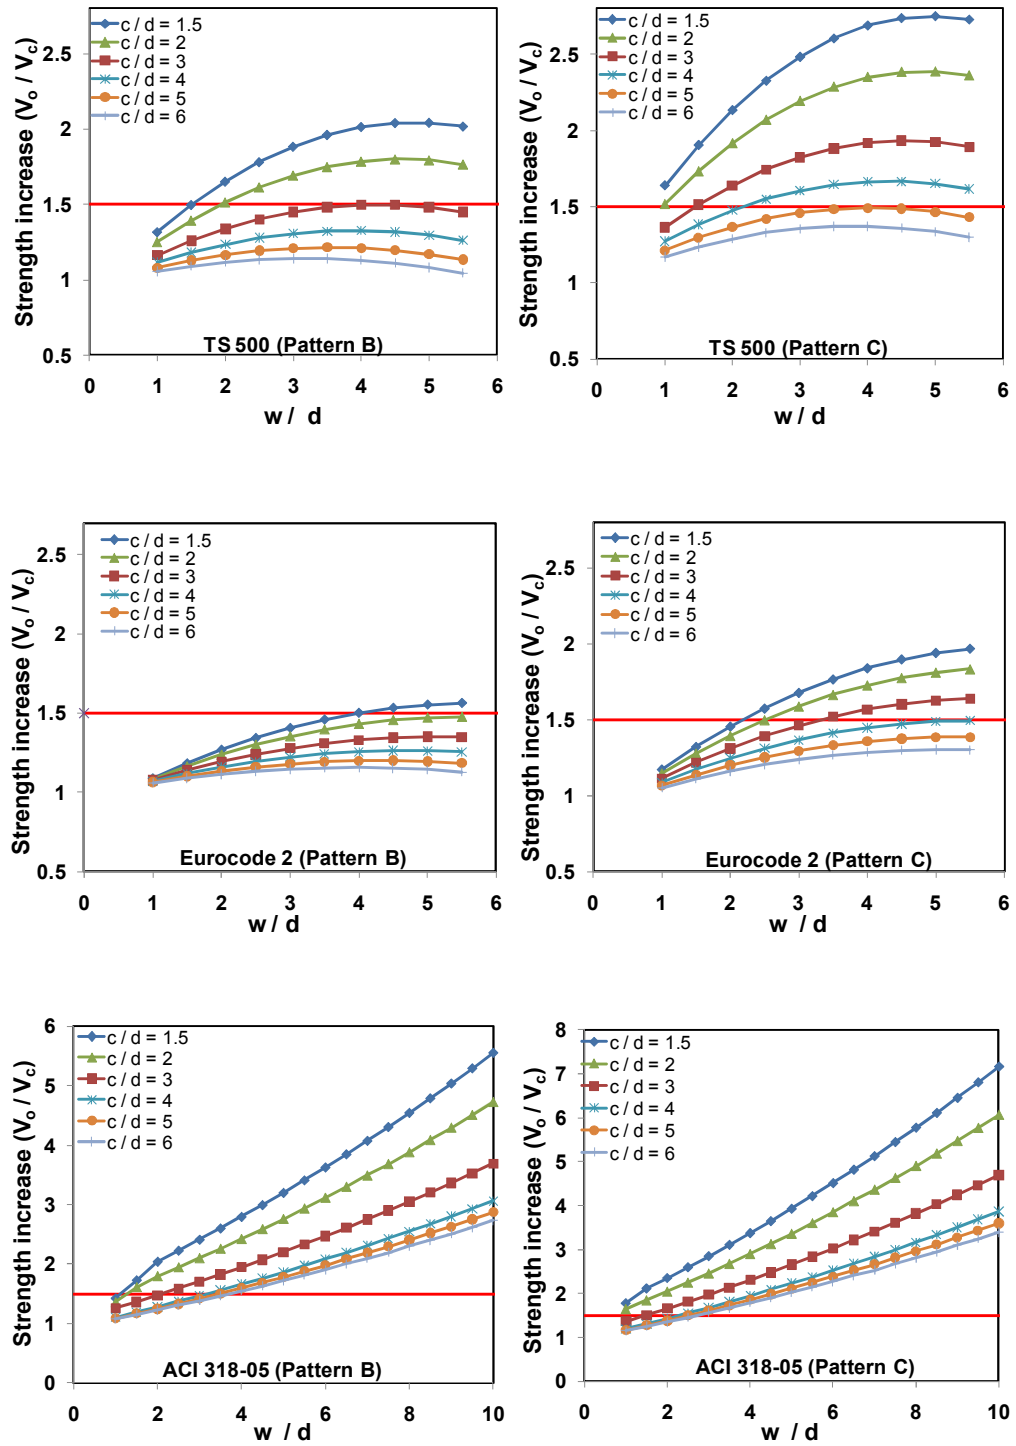 c / d = 1.5
c / d = 2
c / d = 3
c / d = 4
c / d = 5
c / d = 6
2.5
2
1.5
1
0.5
Strength increase (Vo / Vc)
TS 500 (Pattern B)
0 1 2 3 4 5 6
w / d
c / d = 1.5
c / d = 2
c / d = 3
c / d = 4
c / d = 5
c / d = 6
2.5
2
1.5
1
0.5
Strength increase (Vo / Vc)
TS 500 (Pattern C)
0 1 2 3 4 5 6
w / d
c / d = 1.5
c / d = 2
c / d = 3
c / d = 4
c / d = 5
c / d = 6
2.5
2
1.5
1
0.5
Strength increase (Vo / Vc)
Eurocode 2 (Pattern B)
0 1 2 3 4 5 6
w / d
c / d = 1.5
c / d = 2
c / d = 3
c / d = 4
c / d = 5
c / d = 6
2.5
2
1.5
1
0.5
Strength increase (Vo / Vc)
Eurocode 2 (Pattern C)
0 1 2 3 4 5 6
w / d
c / d = 1.5
c / d = 2
c / d = 3
c / d = 4
c / d = 5
c / d = 6
6
5
4
3
2
1
0
Strength increase (Vo / Vc)
ACI 318-05 (Pattern B)
0 2 4 6 8 10
w / d
c / d = 1.5
c / d = 2
c / d = 3
c / d = 4
c / d = 5
c / d = 6
8
7
6
5
4
3
2
1
0
Strength increase (Vo / Vc)
ACI 318-05 (Pattern C)
0 2 4 6 8 10
w / d